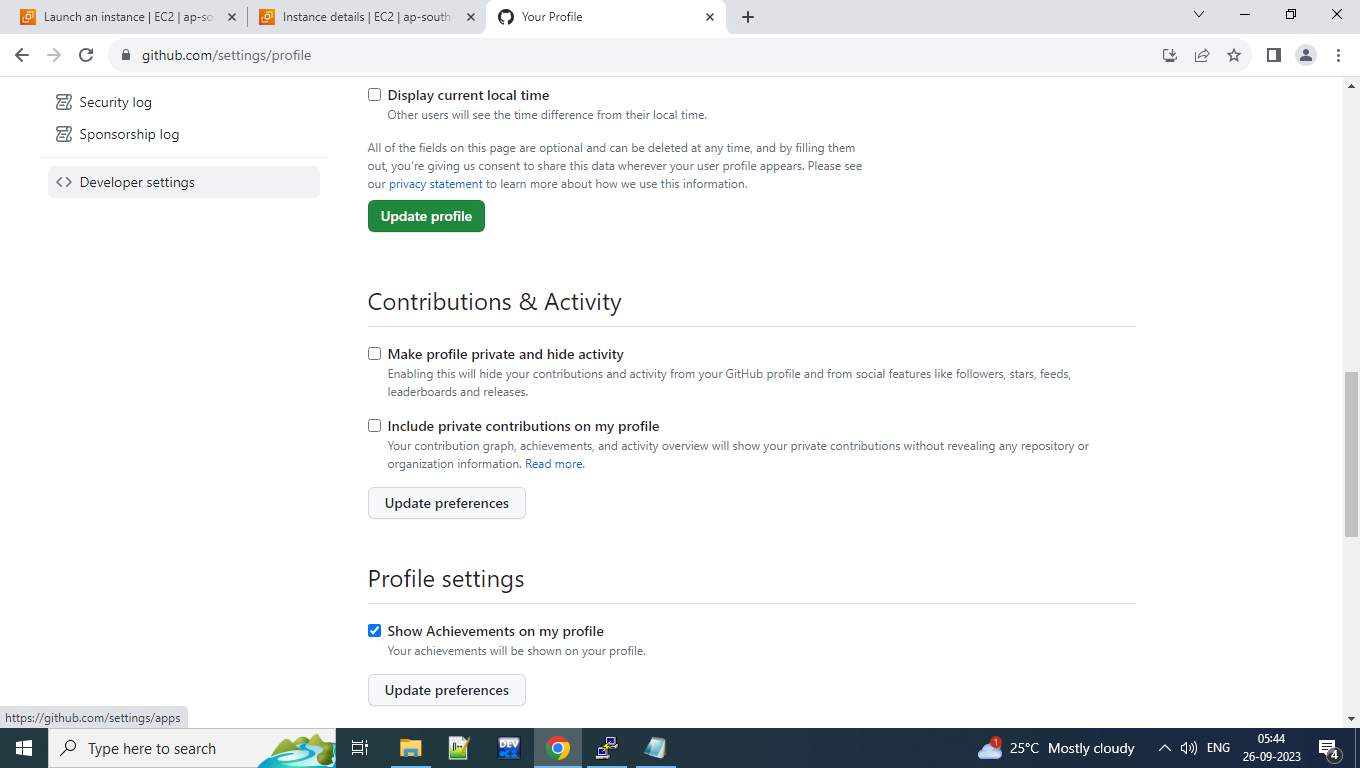 Launch an instance | EC2 | ap-so
Instance details | EC2 | ap-south
Your Profile
github.com/settings/profile
Security log
Sponsorship log
Developer settings
Display current local time
Other users will see the time difference from their local time.
All of the fields on this page are optional and can be deleted at any time, and by filling them
out, you're giving us consent to share this data wherever your user profile appears. Please see
our privacy statement to learn more about how we use this information.
Update profile
Contributions & Activity
Make profile private and hide activity
Enabling this will hide your contributions and activity from your GitHub profile and from social features like followers, stars, feeds,
leaderboards and releases.
Include private contributions on my profile
Your contribution graph, achievements, and activity overview will show your private contributions without revealing any repository or
organization information. Read more.
Update preferences
Profile settings
Show Achievements on my profile
Your achievements will be shown on your profile.
Update preferences
https://github.com/settings/apps
Type here to search
DEV
1
25°C Mostly cloudy
ENG
05:44
26-09-2023
4